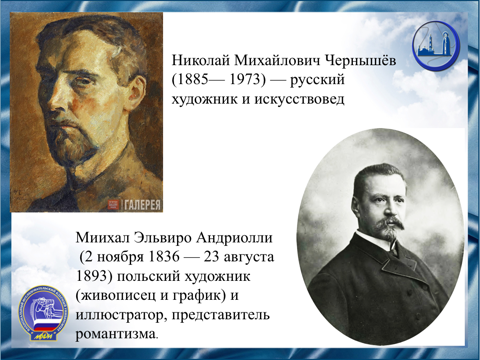 Николай Михайлович Чернышёв
(1885— 1973) — русский
художник и искусствовед
ГАЛЕРЕЯ
Миихал Эльвиро Андриолли
(2 ноября 1836 — 23 августа
1893) польский художник
(живописец и график) и
иллюстратор, представитель
романтизма.